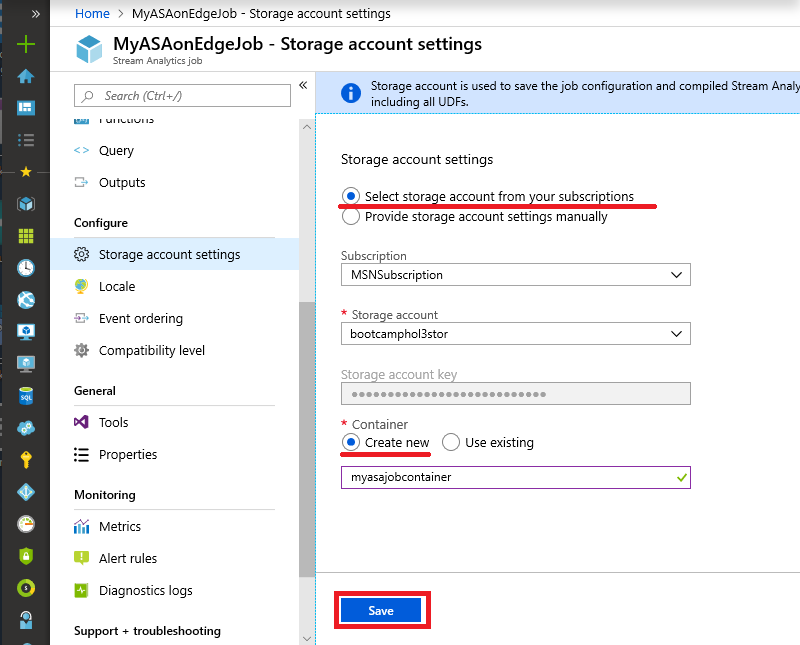 Home > MyASAonEdgeJob - Storage account settings
MyASAonEdgeJob - Storage account settings
Stream Analytics job
Search (Ctrl+/)
Functions
<> Query
Outputs
Configure
Storage account settings
Locale
Event ordering
Compatibility level
General
Tools
Properties
Monitoring
Metrics
Alert rules
Diagnostics logs
Support + troubleshooting
SQL
Storage account is used to save the job configuration and compiled Stream Analy
including all UDFs.
Storage account settings
Select storage account from your subscriptions
Provide storage account settings manually
Subscription
MSNSubscription
* Storage account
bootcamphol3stor
Storage account key
•••••••••••••••••••••••••••
* Container
Create new Use existing
myasajobcontainer
Save